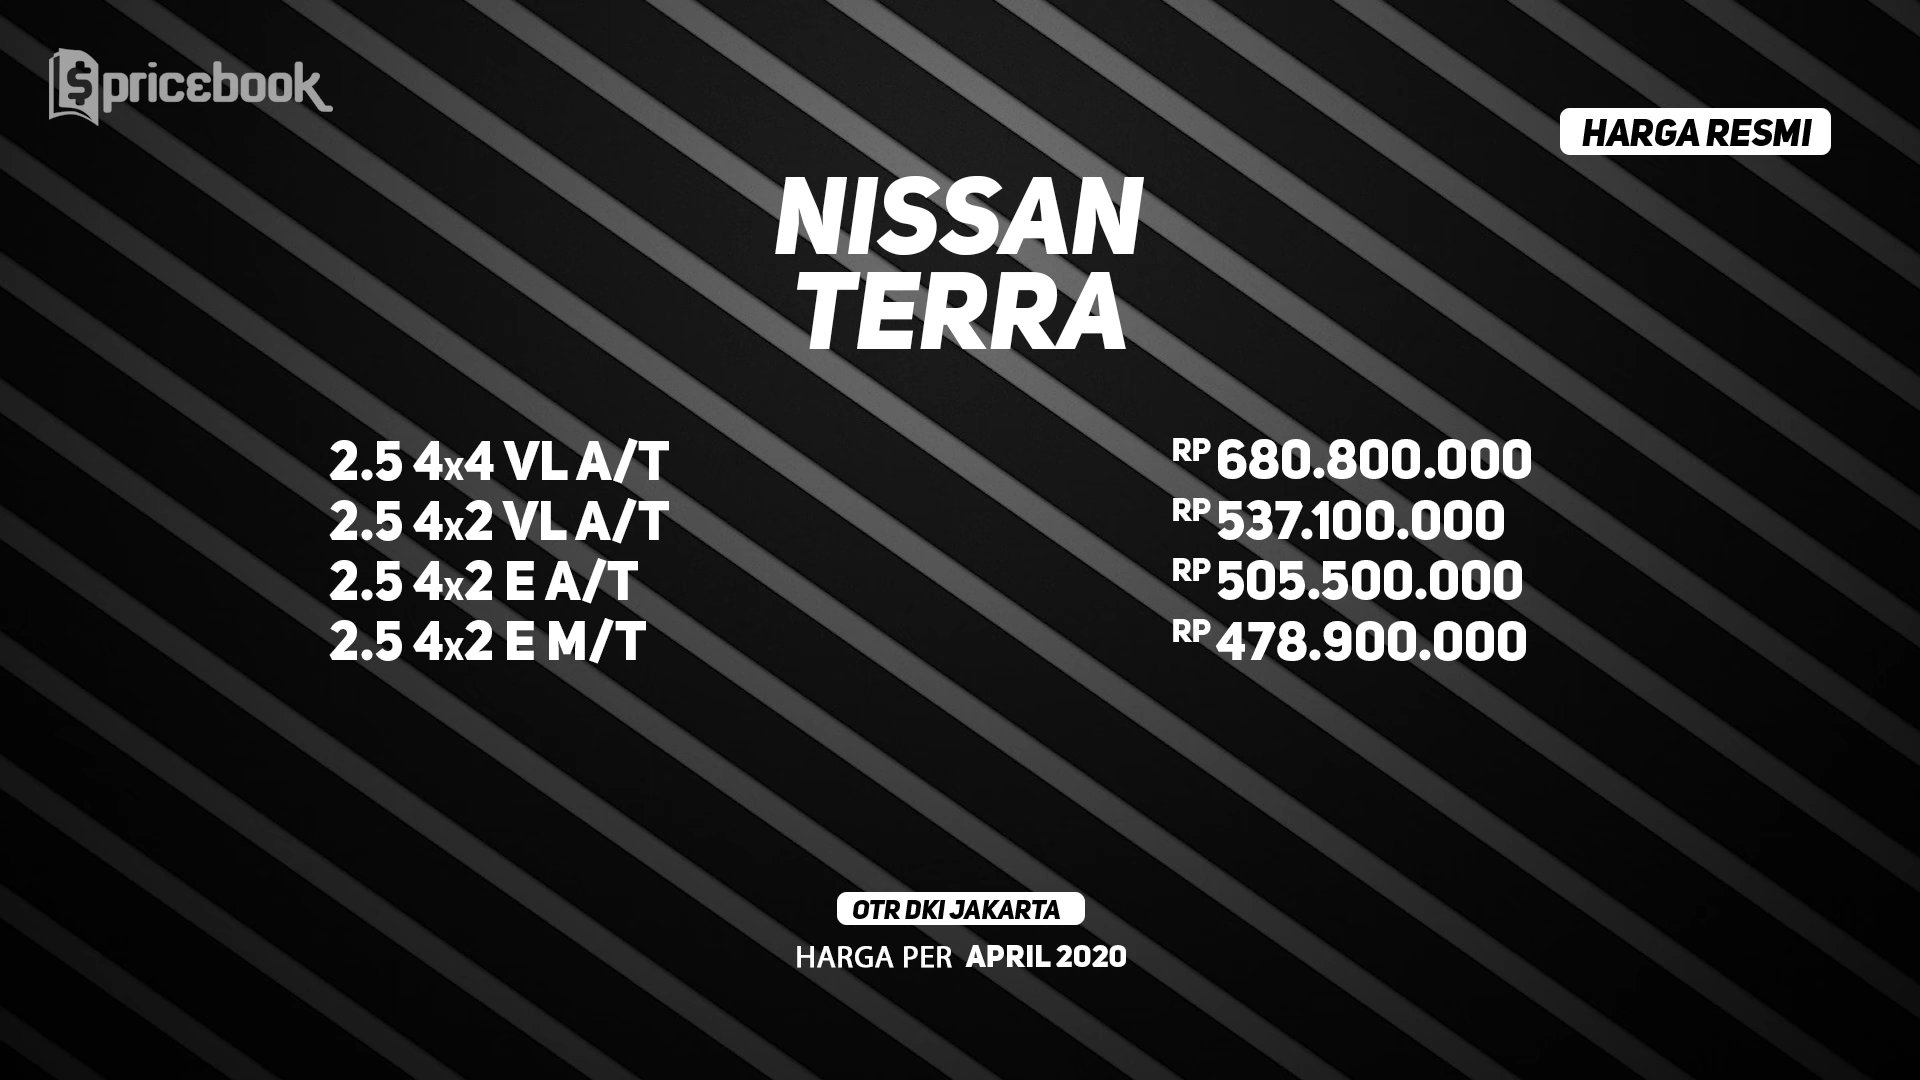 pricebook
HARGA RESMI
NISSAN
TERRA
2.5 4x4 VL A/T RP 680.800.000
2.5 4x2 VL A/T RP 537.100.000
2.5 4x2 E A/T RP 505.500.000
2.5 4x2 E M/T RP 478.900.000
OTR DKI JAKARTA
HARGA PER APRIL 2020